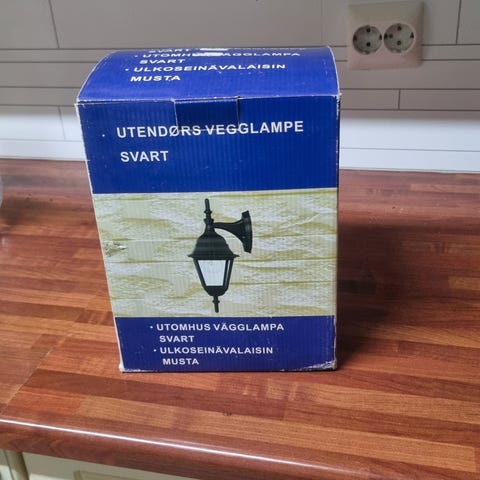 SVART
· UTOMHUS VÄGGLAMPA
SVART
· ULKOSEINÄVALAISIN
MUSTA
UTENDØRS VEGGLAMPE
SVART
· UTOMHUS VÄGGLAMPA
SVART
· ULKOSEINÄVALAISIN
MUSTA